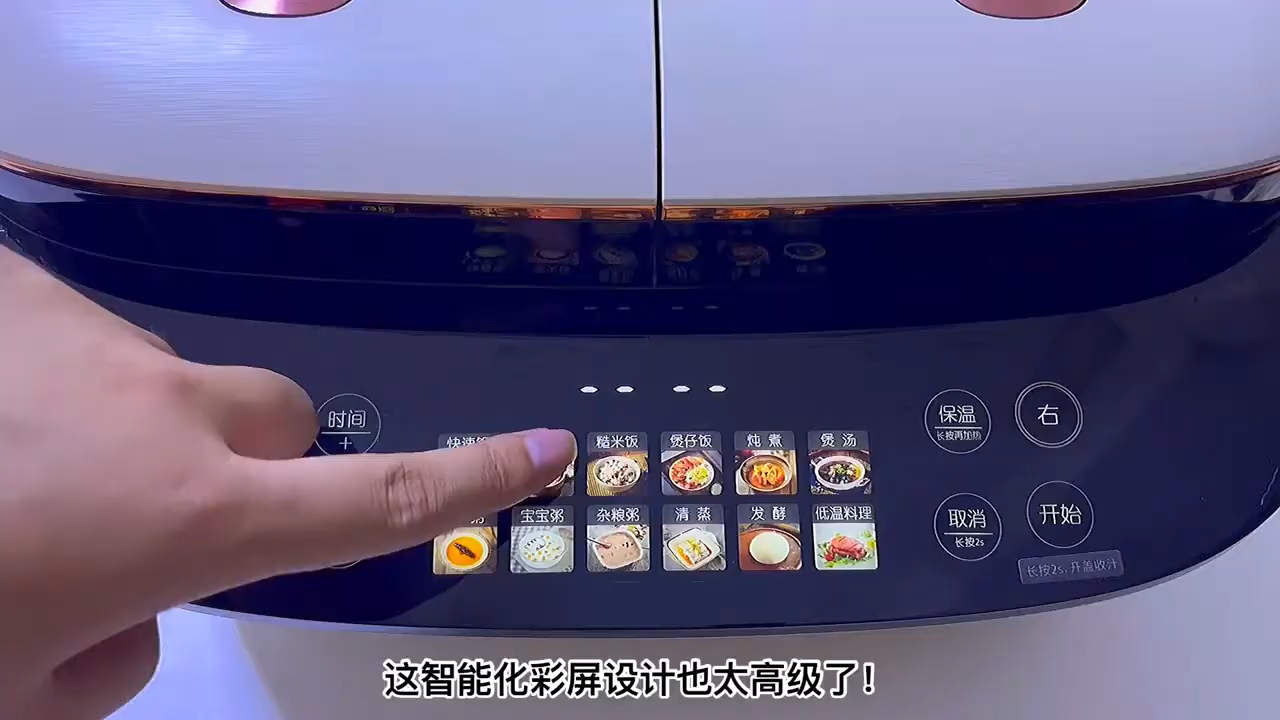 时间
+
保温
长按再加热
右
糙米饭
煲仔饭
炖煮
煲汤
粥
宝宝粥
杂粮粥
清蒸
发酵
低温料理
取消
长按2s
开始
长按2s,开盖收汁
这智能化彩屏设计也太高级了!